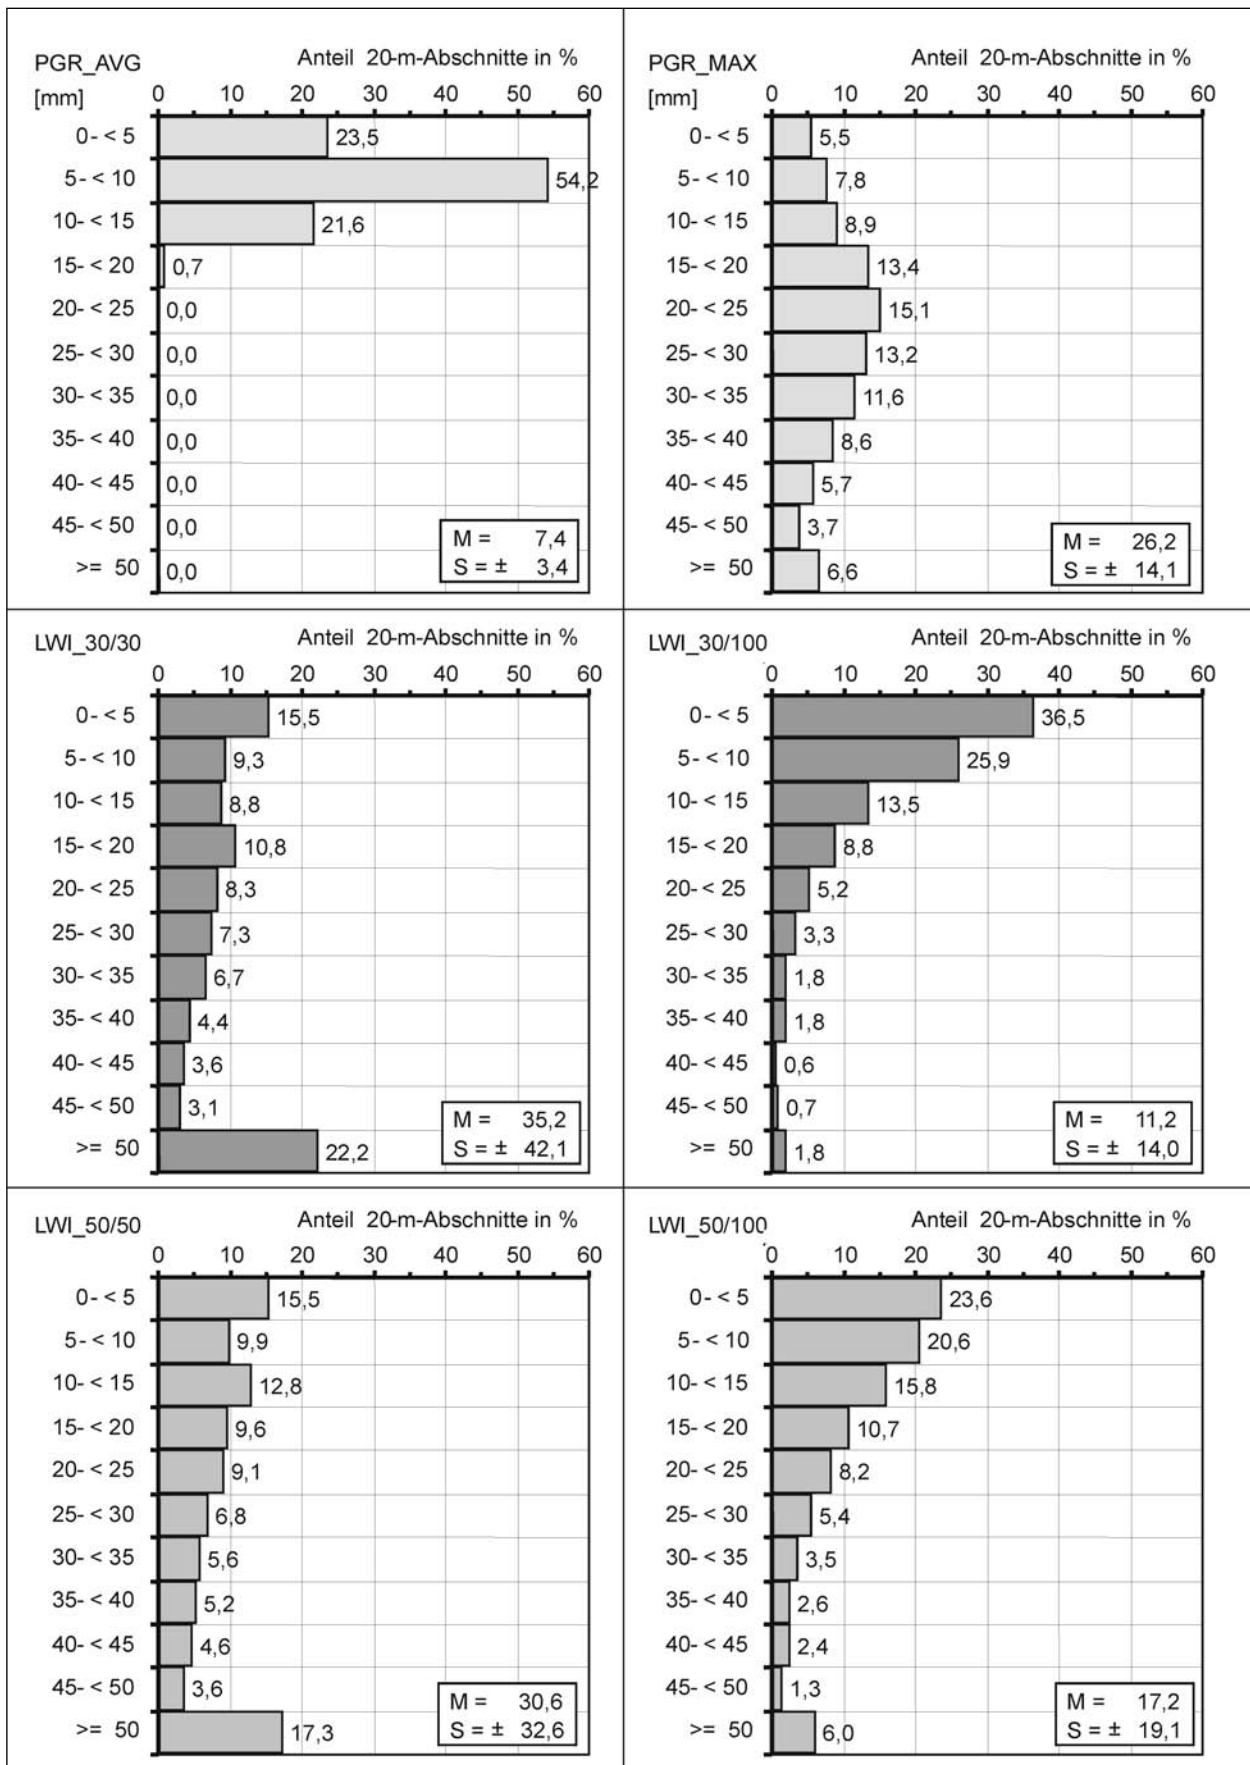 PGR_AVG Anteil 20-m-Abschnitte in %
[mm] 0 10 20 30 40 50 60
0- < 5 23,5
5- < 10 54,2
10- < 15 21,6
15- < 20 0,7
20- < 25 0,0
25- < 30 0,0
30- < 35 0,0
35- < 40 0,0
40- < 45 0,0
45- < 50 0,0
>= 50 0,0
M = 7,4
S = ± 3,4
PGR_MAX Anteil 20-m-Abschnitte in %
[mm] 0 10 20 30 40 50 60
0- < 5 5,5
5- < 10 7,8
10- < 15 8,9
15- < 20 13,4
20- < 25 15,1
25- < 30 13,2
30- < 35 11,6
35- < 40 8,6
40- < 45 5,7
45- < 50 3,7
>= 50 6,6
M = 26,2
S = ± 14,1
LWI_30/30 Anteil 20-m-Abschnitte in %
0 10 20 30 40 50 60
0- < 5 15,5
5- < 10 9,3
10- < 15 8,8
15- < 20 10,8
20- < 25 8,3
25- < 30 7,3
30- < 35 6,7
35- < 40 4,4
40- < 45 3,6
45- < 50 3,1
>= 50 22,2
M = 35,2
S = ± 42,1
LWI_30/100 Anteil 20-m-Abschnitte in %
0 10 20 30 40 50 60
0- < 5 36,5
5- < 10 25,9
10- < 15 13,5
15- < 20 8,8
20- < 25 5,2
25- < 30 3,3
30- < 35 1,8
35- < 40 1,8
40- < 45 0,6
45- < 50 0,7
>= 50 1,8
M = 11,2
S = ± 14,0
LWI_50/50 Anteil 20-m-Abschnitte in %
0 10 20 30 40 50 60
0- < 5 15,5
5- < 10 9,9
10- < 15 12,8
15- < 20 9,6
20- < 25 9,1
25- < 30 6,8
30- < 35 5,6
35- < 40 5,2
40- < 45 4,6
45- < 50 3,6
>= 50 17,3
M = 30,6
S = ± 32,6
LWI_50/100 Anteil 20-m-Abschnitte in %
0 10 20 30 40 50 60
0- < 5 23,6
5- < 10 20,6
10- < 15 15,8
15- < 20 10,7
20- < 25 8,2
25- < 30 5,4
30- < 35 3,5
35- < 40 2,6
40- < 45 2,4
45- < 50 1,3
>= 50 6,0
M = 17,2
S = ± 19,1